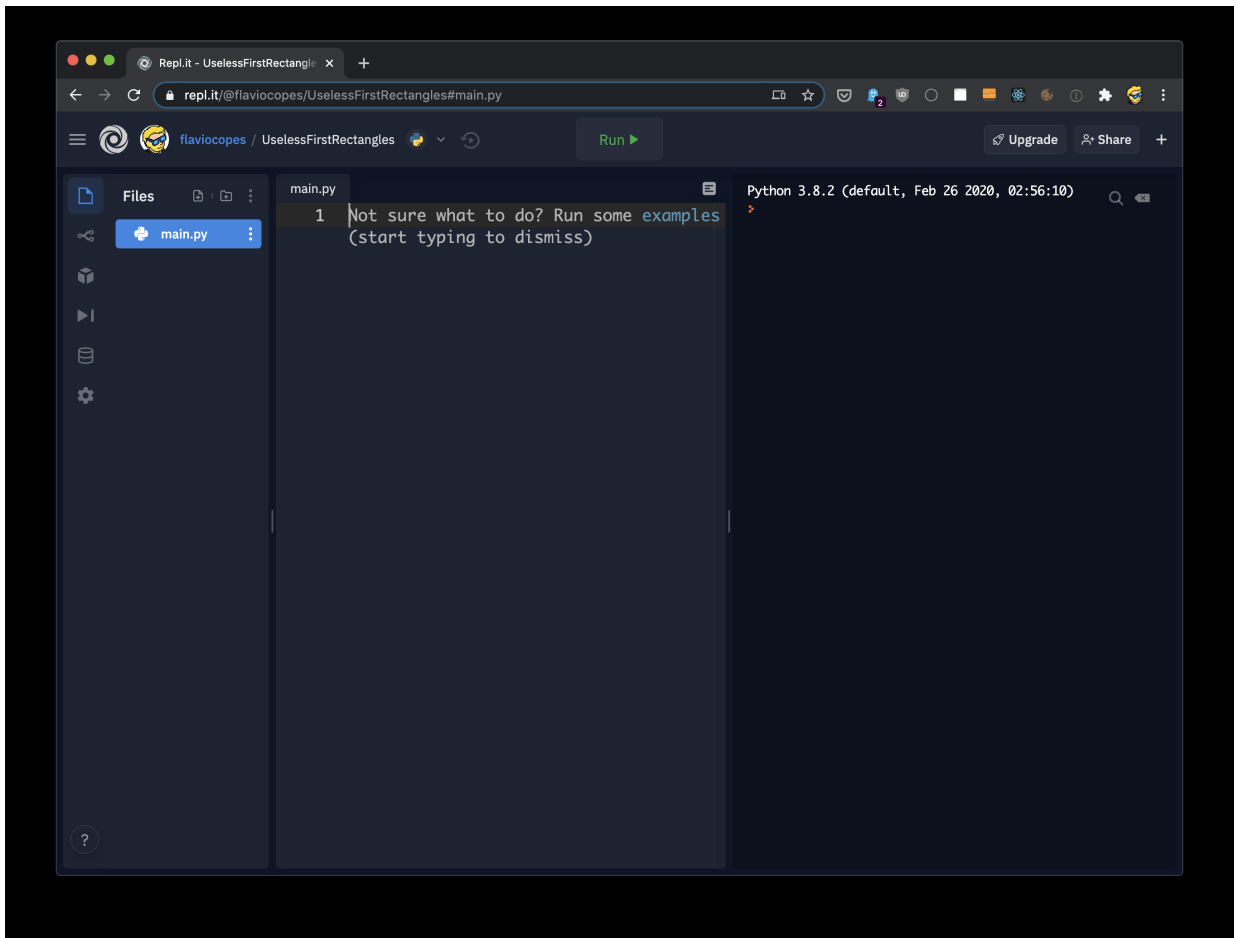 Repl.it - UselessFirstRectangle
repl.it/@flaviocopes/UselessFirstRectangles#main.py
2
flaviocopes / UselessFirstRectangles
Run
Upgrade
Share
Files
main.py
main.py
1 Not sure what to do? Run some examples
(start typing to dismiss)
Python 3.8.2 (default, Feb 26 2020, 02:56:10)
?